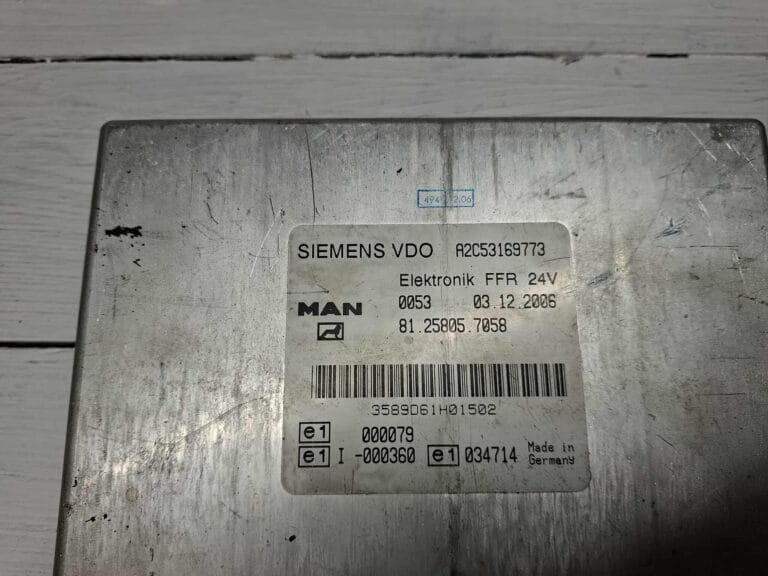 SIEMENS VDO A2C53169773
Elektronik FFR 24V
MAN 0053 03.12.2006
81.25805.7058
3589D61H01502
e1 000079
e1 I -000360 e1 034714 Made in
Germany